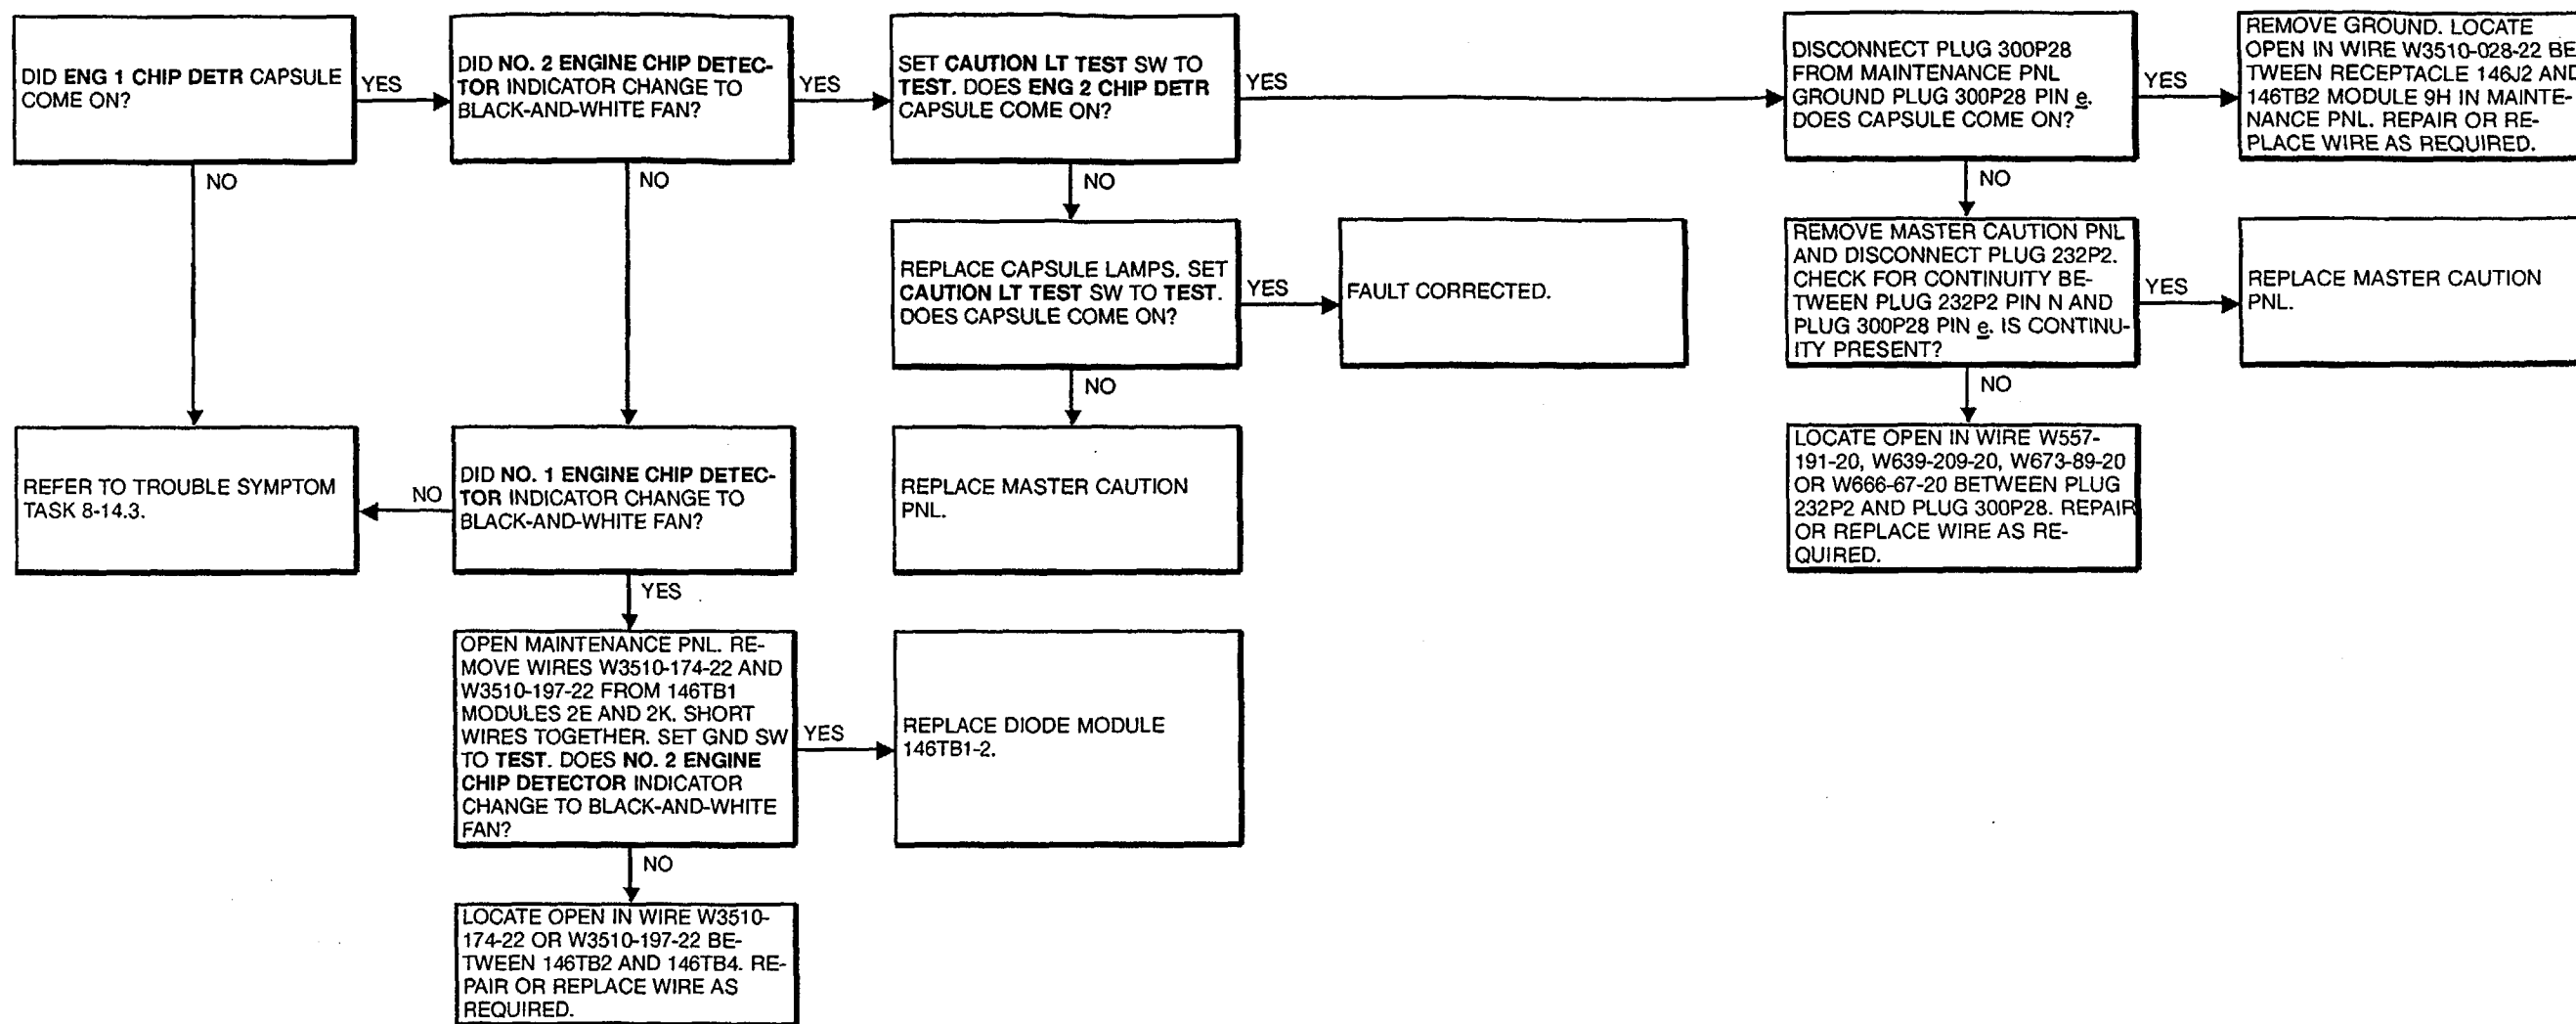 DID ENG 1 CHIP DETR CAPSULE
COME ON?
YES
NO
DID NO. 2 ENGINE CHIP DETEC-
TOR INDICATOR CHANGE TO
BLACK-AND-WHITE FAN?
YES
NO
SET CAUTION LT TEST SW TO
TEST. DOES ENG 2 CHIP DETR
CAPSULE COME ON?
YES
NO
DISCONNECT PLUG 300P28
FROM MAINTENANCE PNL
GROUND PLUG 300P28 PIN e.
DOES CAPSULE COME ON?
YES
NO
REMOVE GROUND. LOCATE
OPEN IN WIRE W3510-028-22 BE
TWEEN RECEPTACLE 146J2 AND
146TB2 MODULE 9H IN MAINTE-
NANCE PNL. REPAIR OR RE-
PLACE WIRE AS REQUIRED.
REPLACE CAPSULE LAMPS. SET
CAUTION LT TEST SW TO TEST.
DOES CAPSULE COME ON?
YES
NO
FAULT CORRECTED.
REMOVE MASTER CAUTION PNL
AND DISCONNECT PLUG 232P2.
CHECK FOR CONTINUITY BE-
TWEEN PLUG 232P2 PIN N AND
PLUG 300P28 PIN e. IS CONTINU-
ITY PRESENT?
YES
NO
REPLACE MASTER CAUTION
PNL.
REFER TO TROUBLE SYMPTOM
TASK 8-14.3.
NO
DID NO. 1 ENGINE CHIP DETEC-
TOR INDICATOR CHANGE TO
BLACK-AND-WHITE FAN?
YES
REPLACE MASTER CAUTION
PNL.
LOCATE OPEN IN WIRE W557-
191-20, W639-209-20, W673-89-20
OR W666-67-20 BETWEEN PLUG
232P2 AND PLUG 300P28. REPAIR
OR REPLACE WIRE AS RE-
QUIRED.
OPEN MAINTENANCE PNL. RE-
MOVE WIRES W3510-174-22 AND
W3510-197-22 FROM 146TB1
MODULES 2E AND 2K. SHORT
WIRES TOGETHER. SET GND SW
TO TEST. DOES NO. 2 ENGINE
CHIP DETECTOR INDICATOR
CHANGE TO BLACK-AND-WHITE
FAN?
YES
NO
REPLACE DIODE MODULE
146TB1-2.
LOCATE OPEN IN WIRE W3510-
174-22 OR W3510-197-22 BE-
TWEEN 146TB2 AND 146TB4. RE-
PAIR OR REPLACE WIRE AS
REQUIRED.